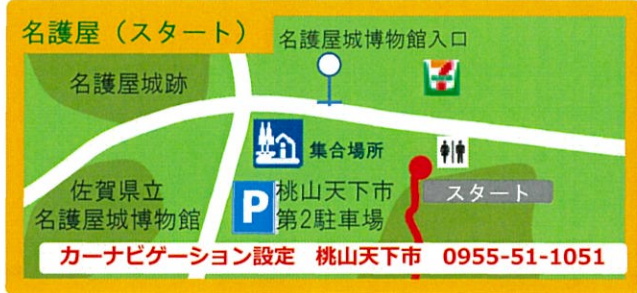 名護屋（スタート）
名護屋城博物館入口
名護屋城跡
集合場所
佐賀県立
名護屋城博物館
P
桃山天下市
第2駐車場
スタート
カーナビゲーション設定 桃山天下市 0955-51-1051